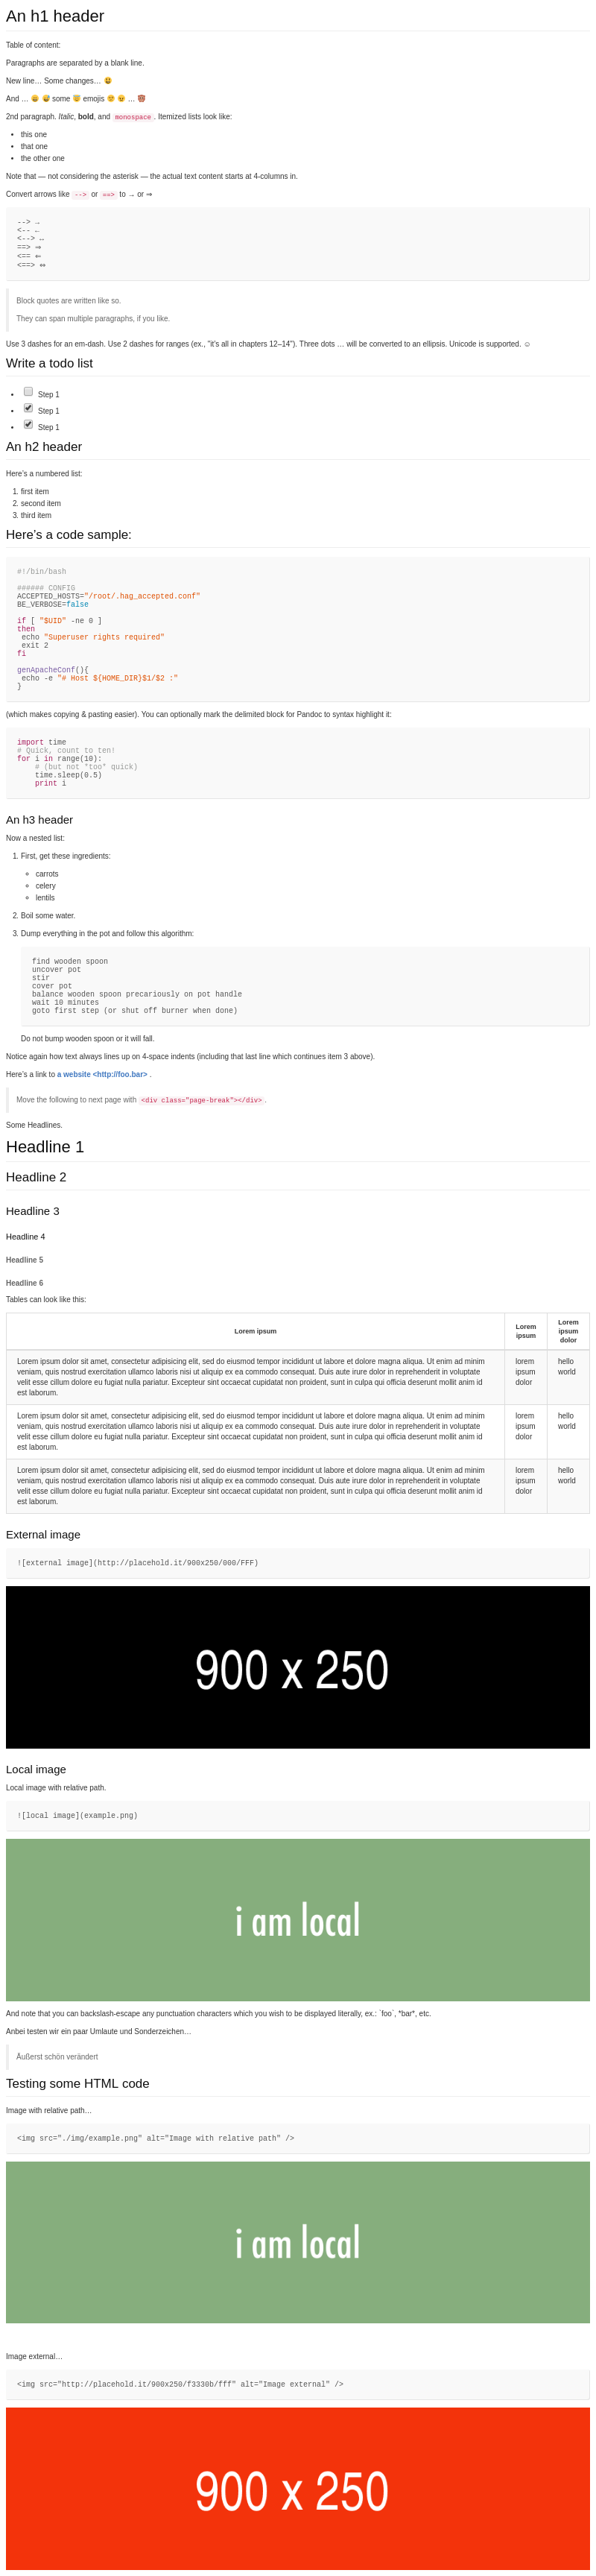 An h1 header
Table of content:
Paragraphs are separated by a blank line.
New line… Some changes… 😃
And … 😄 😅 some 😇 emojis 😕 😠 … 👹
2nd paragraph. Italic, bold, and monospace. Itemized lists look like:
• this one
• that one
• the other one
Note that — not considering the asterisk — the actual text content starts at 4-columns in.
Convert arrows like --> or ==> to → or ⇒
--> →
<-- ←
<--> ↔
==> ⇒
<== ⇐
<==> ⇔
Block quotes are written like so.
They can span multiple paragraphs, if you like.
Use 3 dashes for an em-dash. Use 2 dashes for ranges (ex., “it’s all in chapters 12–14”). Three dots … will be converted to an ellipsis. Unicode is supported. ☺
Write a todo list
• ☐ Step 1
• ☑ Step 1
• ☑ Step 1
An h2 header
Here’s a numbered list:
1. first item
2. second item
3. third item
Here’s a code sample:
#!/bin/bash
###### CONFIG
ACCEPTED_HOSTS="/root/.hag_accepted.conf"
BE_VERBOSE=false
if [ "$UID" -ne 0 ]
then
echo "Superuser rights required"
exit 2
fi
genApacheConf(){
echo -e "# Host ${HOME_DIR}$1/$2 :"
}
(which makes copying & pasting easier). You can optionally mark the delimited block for Pandoc to syntax highlight it:
import time
# Quick, count to ten!
for i in range(10):
# (but not *too* quick)
time.sleep(0.5)
print i
An h3 header
Now a nested list:
1. First, get these ingredients:
◦ carrots
◦ celery
◦ lentils
2. Boil some water.
3. Dump everything in the pot and follow this algorithm:
find wooden spoon
uncover pot
stir
cover pot
balance wooden spoon precariously on pot handle
wait 10 minutes
goto first step (or shut off burner when done)
Do not bump wooden spoon or it will fall.
Notice again how text always lines up on 4-space indents (including that last line which continues item 3 above).
Here’s a link to a website <http://foo.bar> .
Move the following to next page with <div class="page-break"></div>.
Some Headlines.
Headline 1
Headline 2
Headline 3
Headline 4
Headline 5
Headline 6
Tables can look like this:
Lorem ipsum
Lorem
ipsum
Lorem
ipsum
dolor
Lorem ipsum dolor sit amet, consectetur adipisicing elit, sed do eiusmod tempor incididunt ut labore et dolore magna aliqua. Ut enim ad minim
veniam, quis nostrud exercitation ullamco laboris nisi ut aliquip ex ea commodo consequat. Duis aute irure dolor in reprehenderit in voluptate
velit esse cillum dolore eu fugiat nulla pariatur. Excepteur sint occaecat cupidatat non proident, sunt in culpa qui officia deserunt mollit anim id
est laborum.
lorem
ipsum
dolor
hello
world
Lorem ipsum dolor sit amet, consectetur adipisicing elit, sed do eiusmod tempor incididunt ut labore et dolore magna aliqua. Ut enim ad minim
veniam, quis nostrud exercitation ullamco laboris nisi ut aliquip ex ea commodo consequat. Duis aute irure dolor in reprehenderit in voluptate
velit esse cillum dolore eu fugiat nulla pariatur. Excepteur sint occaecat cupidatat non proident, sunt in culpa qui officia deserunt mollit anim id
est laborum.
lorem
ipsum
dolor
hello
world
Lorem ipsum dolor sit amet, consectetur adipisicing elit, sed do eiusmod tempor incididunt ut labore et dolore magna aliqua. Ut enim ad minim
veniam, quis nostrud exercitation ullamco laboris nisi ut aliquip ex ea commodo consequat. Duis aute irure dolor in reprehenderit in voluptate
velit esse cillum dolore eu fugiat nulla pariatur. Excepteur sint occaecat cupidatat non proident, sunt in culpa qui officia deserunt mollit anim id
est laborum.
lorem
ipsum
dolor
hello
world
External image
![external image](http://placehold.it/900x250/000/FFF)
900 x 250
Local image
Local image with relative path.
![local image](example.png)
i am local
And note that you can backslash-escape any punctuation characters which you wish to be displayed literally, ex.: `foo`, *bar*, etc.
Anbei testen wir ein paar Umlaute und Sonderzeichen…
Äußerst schön verändert
Testing some HTML code
Image with relative path…
<img src="./img/example.png" alt="Image with relative path" />
i am local
Image external…
<img src="http://placehold.it/900x250/f3330b/fff" alt="Image external" />
900 x 250